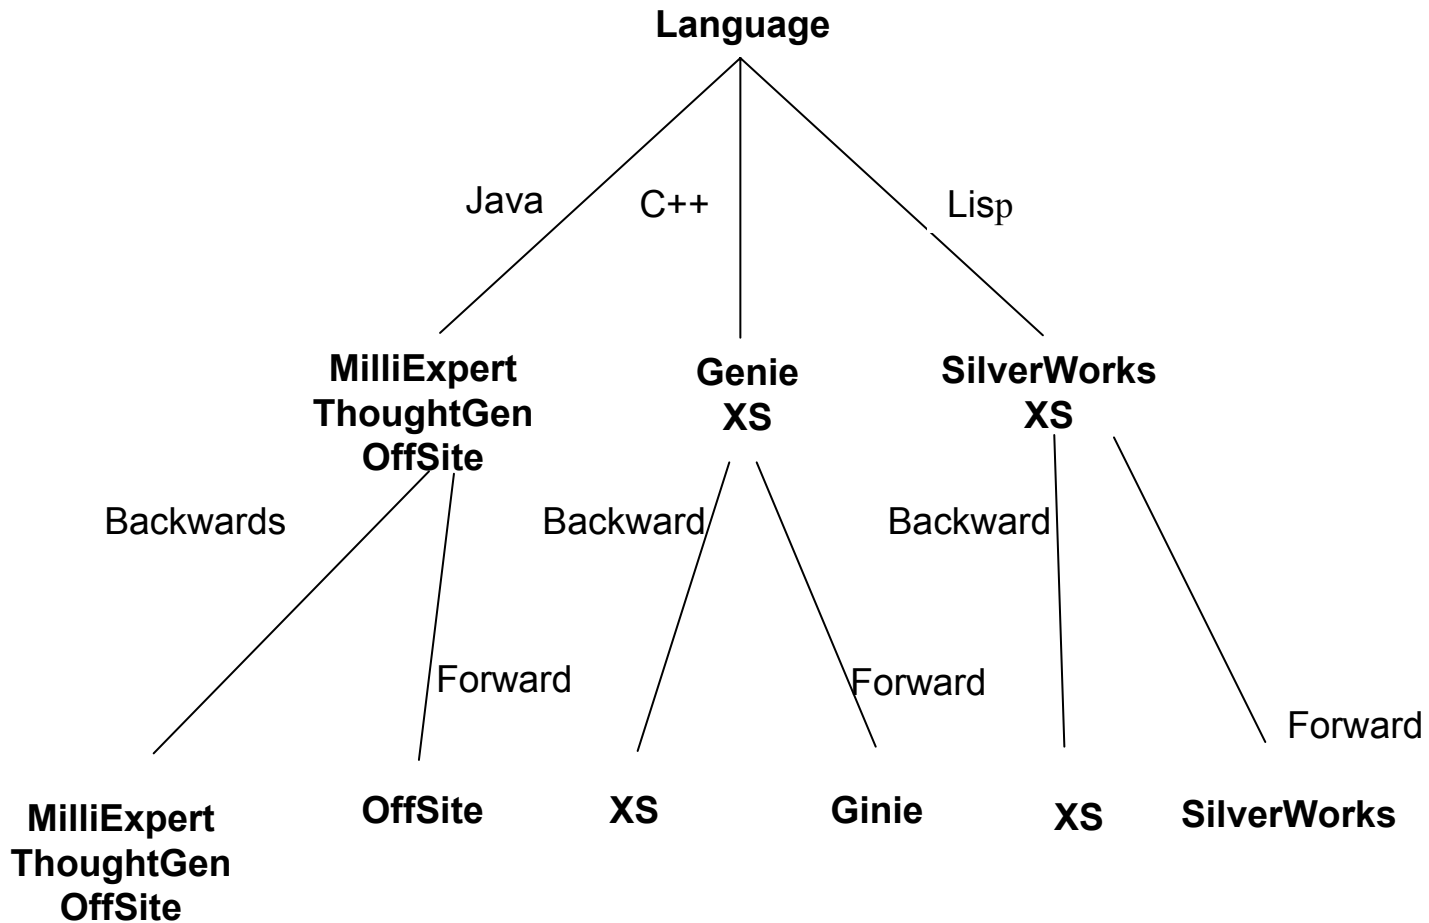 Language
Java
C++
Lisp
MilliExpert
ThoughtGen
OffSite
Genie
XS
SilverWorks
XS
Backwards
Backward
Backward
Forward
Forward
Forward
MilliExpert
ThoughtGen
OffSite
OffSite
XS
Ginie
XS
SilverWorks